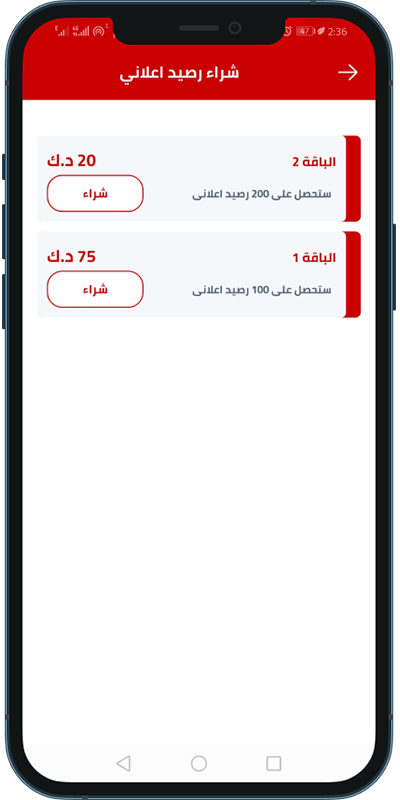 2:36
47
شراء رصيد اعلاني
الباقة 2
20 د.ك
ستحصل على 200 رصيد اعلانى
شراء
الباقة 1
75 د.ك
ستحصل على 100 رصيد اعلانى
شراء